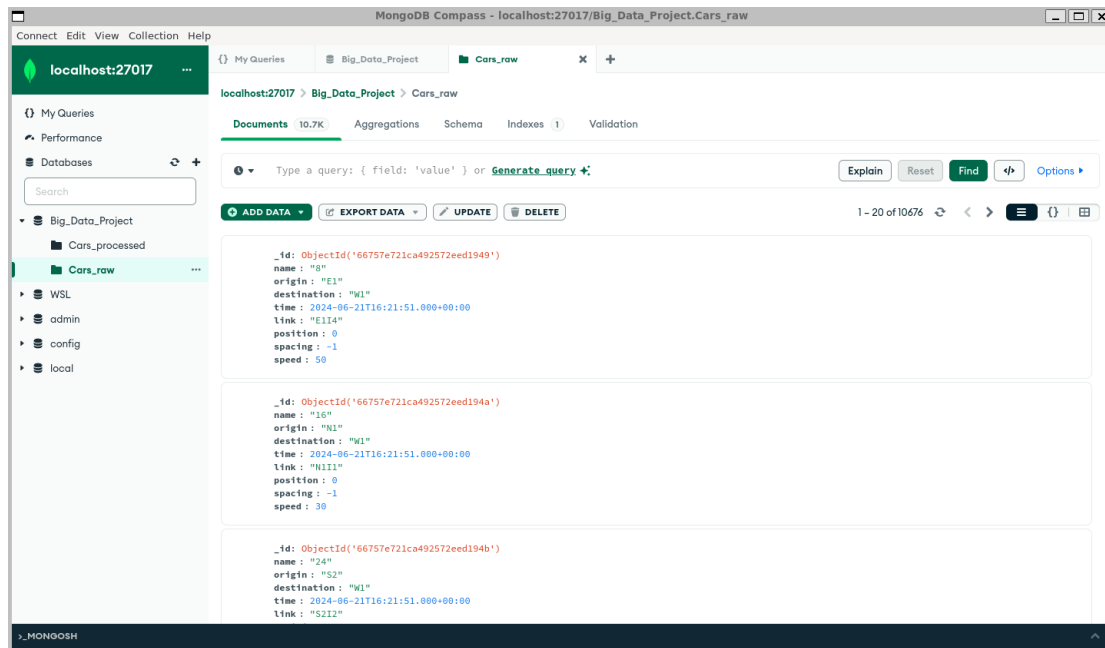 MongoDB Compass - localhost:27017/Big_Data_Project.Cars_raw
Connect Edit View Collection Help
localhost:27017 ...
{} My Queries
Performance
Databases
Search
Big_Data_Project
Cars_processed
Cars_raw ...
WSL
admin
config
local
{} My Queries Big_Data_Project Cars_raw
localhost:27017 > Big_Data_Project > Cars_raw
Documents 10.7K Aggregations Schema Indexes 1 Validation
Type a query: { field: 'value' } or Generate query Explain Reset Find </> Options
ADD DATA EXPORT DATA UPDATE DELETE 1 – 20 of 10676 {}
_id: ObjectId('66757e721ca492572eed1949')
name : "8"
origin : "E1"
destination : "W1"
time : 2024-06-21T16:21:51.000+00:00
link : "E1I4"
position : 0
spacing : -1
speed : 50
_id: ObjectId('66757e721ca492572eed194a')
name : "16"
origin : "N1"
destination : "W1"
time : 2024-06-21T16:21:51.000+00:00
link : "N1I1"
position : 0
spacing : -1
speed : 30
_id: ObjectId('66757e721ca492572eed194b')
name : "24"
origin : "S2"
destination : "W1"
time : 2024-06-21T16:21:51.000+00:00
link : "S2I2"
>_MONGOSH